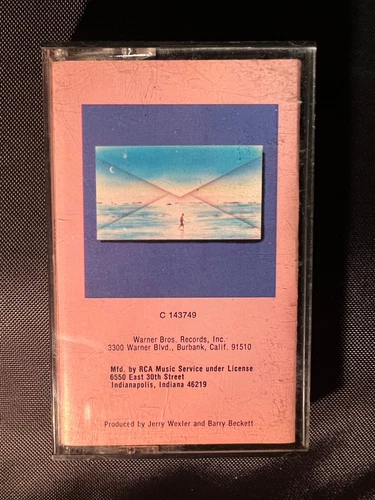 C 143749
Warner Bros. Records, Inc.
3300 Warner Blvd., Burbank, Calif. 91510
Mfd. by RCA Music Service under License
6550 East 30th Street
Indianapolis, Indiana 46219
Produced by Jerry Wexler and Barry Beckett